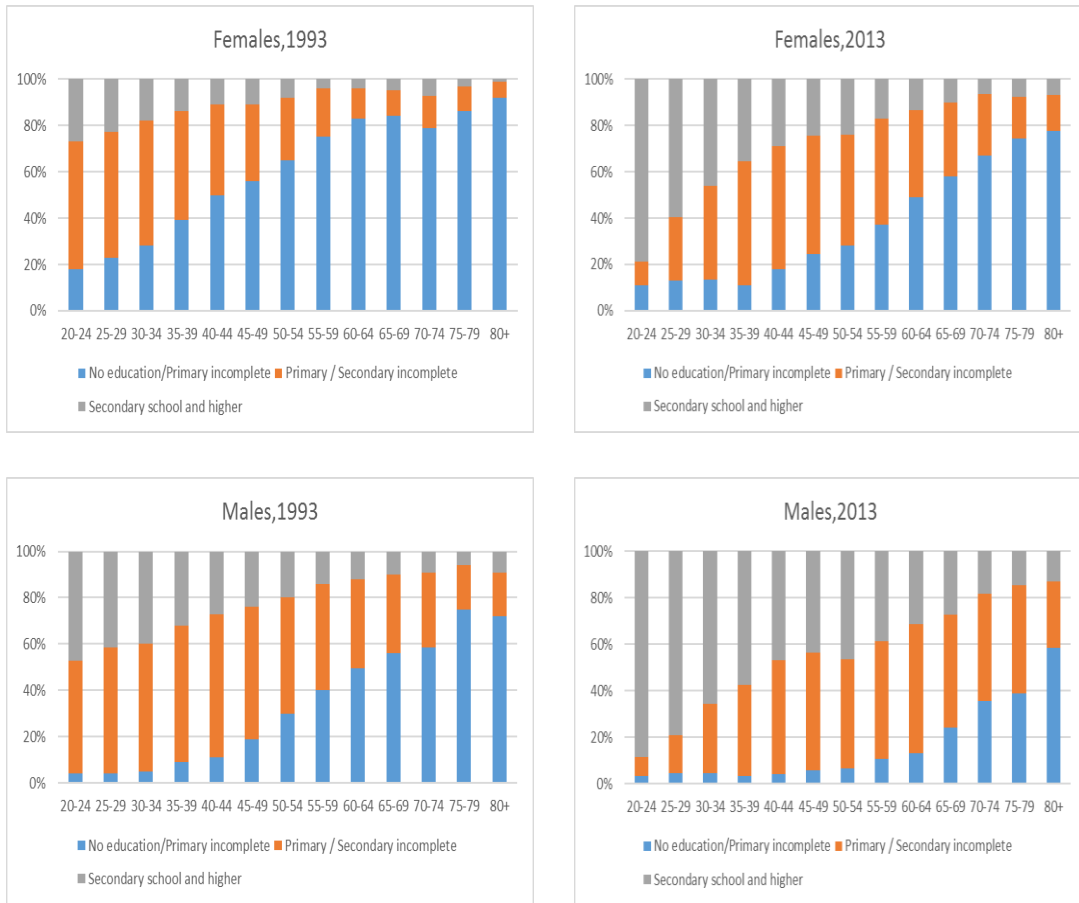 Females,1993
100%
80%
60%
40%
20%
0%
20-24 25-29 30-34 35-39 40-44 45-49 50-54 55-59 60-64 65-69 70-74 75-79 80+
No education/Primary incomplete Primary / Secondary incomplete
Secondary school and higher
Females,2013
100%
80%
60%
40%
20%
0%
20-24 25-29 30-34 35-39 40-44 45-49 50-54 55-59 60-64 65-69 70-74 75-79 80+
No education/Primary incomplete Primary / Secondary incomplete
Secondary school and higher
Males,1993
100%
80%
60%
40%
20%
0%
20-24 25-29 30-34 35-39 40-44 45-49 50-54 55-59 60-64 65-69 70-74 75-79 80+
No education/Primary incomplete Primary / Secondary incomplete
Secondary school and higher
Males,2013
100%
80%
60%
40%
20%
0%
20-24 25-29 30-34 35-39 40-44 45-49 50-54 55-59 60-64 65-69 70-74 75-79 80+
No education/Primary incomplete Primary / Secondary incomplete
Secondary school and higher